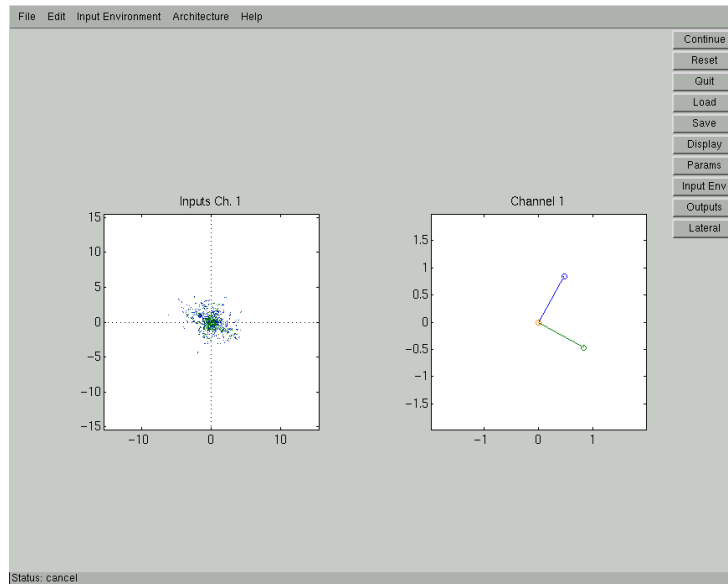 File Edit Input Environment Architecture Help
Continue
Reset
Quit
Load
Save
Display
Params
Input Env
Outputs
Lateral
Inputs Ch. 1
15
10
5
0
−5
−10
−15
−10 0 10
Channel 1
1.5
1
0.5
0
−0.5
−1
−1.5
−1 0 1
Status: cancel